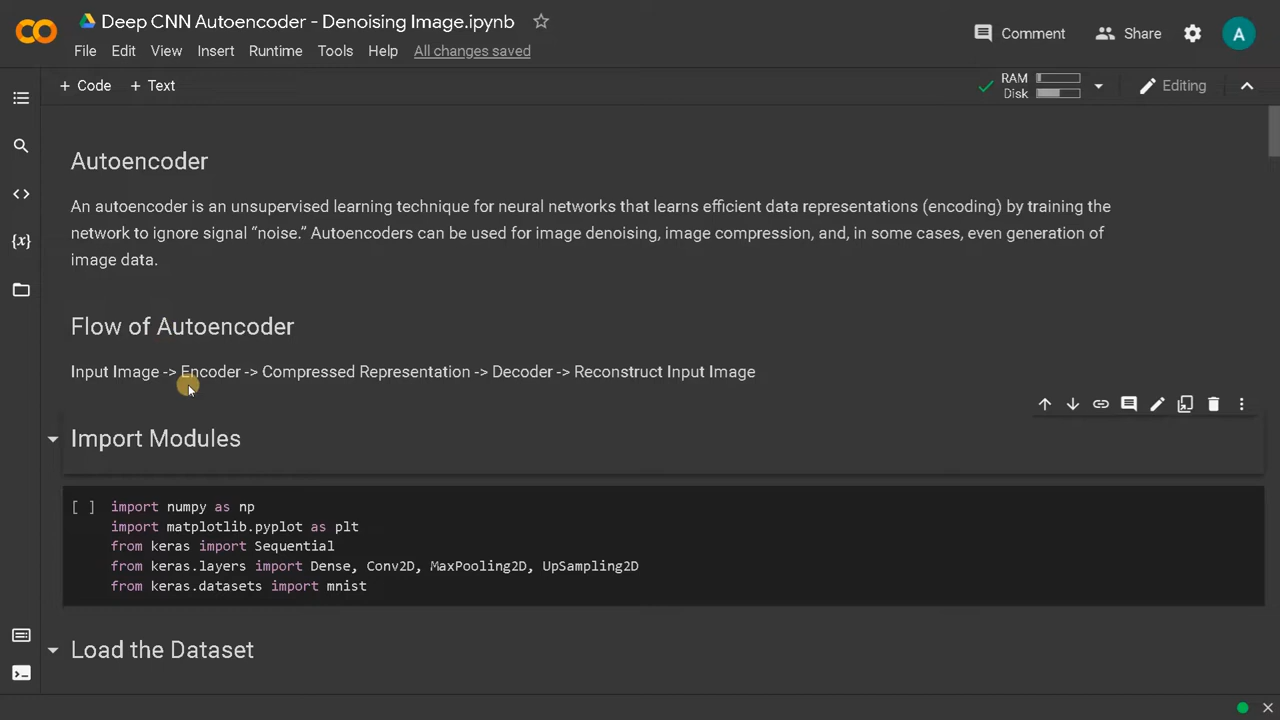 Deep CNN Autoencoder - Denoising Image.ipynb
File Edit View Insert Runtime Tools Help All changes saved
Comment Share A
+ Code + Text
RAM
Disk
Editing
Autoencoder
An autoencoder is an unsupervised learning technique for neural networks that learns efficient data representations (encoding) by training the
network to ignore signal “noise.” Autoencoders can be used for image denoising, image compression, and, in some cases, even generation of
image data.
Flow of Autoencoder
Input Image -> Encoder -> Compressed Representation -> Decoder -> Reconstruct Input Image
Import Modules
[ ] import numpy as np
import matplotlib.pyplot as plt
from keras import Sequential
from keras.layers import Dense, Conv2D, MaxPooling2D, UpSampling2D
from keras.datasets import mnist
Load the Dataset